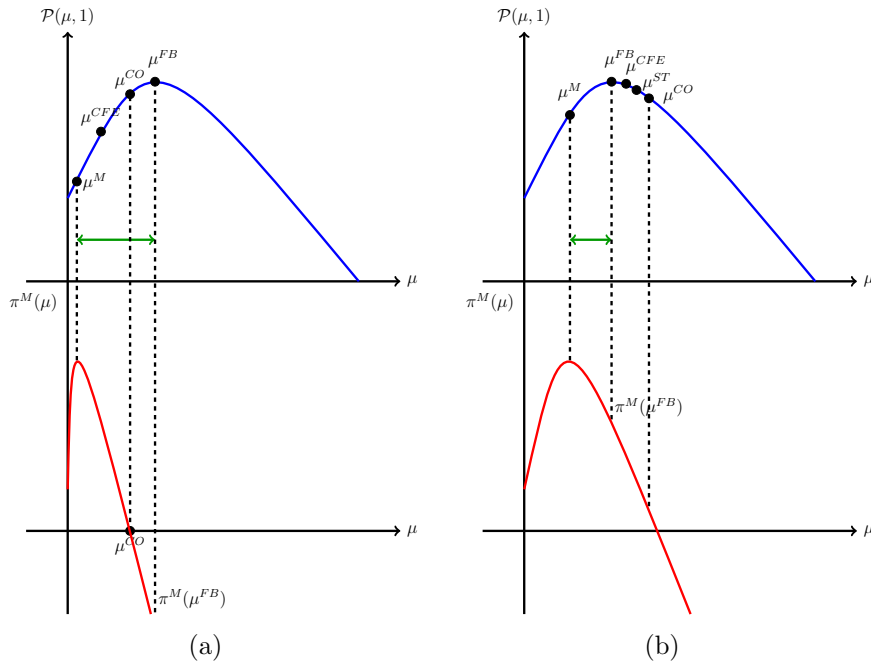 𝒫(μ, 1)
μ^{FB}
μ^{CO}
μ^{CFE}
μ^M
μ
π^M(μ)
μ^{CO}
μ
π^M(μ^{FB})
(a)
𝒫(μ, 1)
μ^{FB}
μ^{CFE}
μ^{ST}
μ^{CO}
μ^M
μ
π^M(μ)
π^M(μ^{FB})
μ
(b)